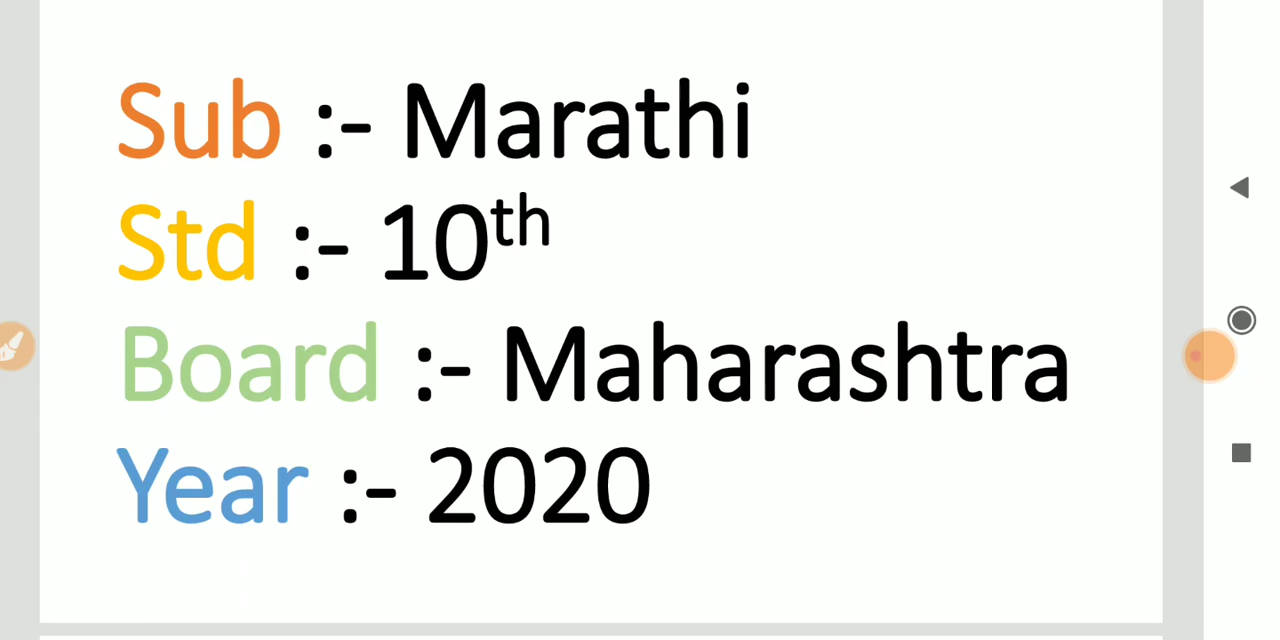 Sub :- Marathi
Std :- 10th
Board :- Maharashtra
Year :- 2020